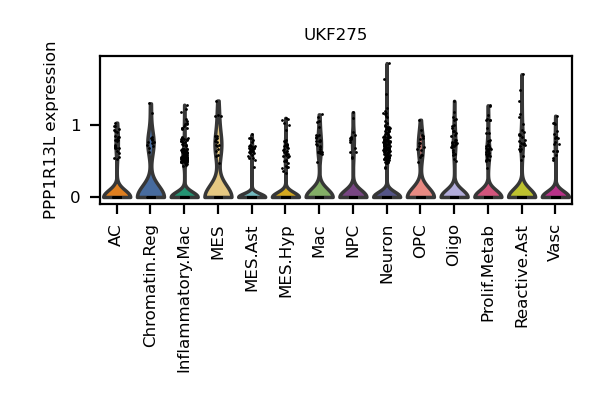 UKF275
PPP1R13L expression
1
0
AC
Chromatin.Reg
Inflammatory.Mac
MES
MES.Ast
MES.Hyp
Mac
NPC
Neuron
OPC
Oligo
Prolif.Metab
Reactive.Ast
Vasc